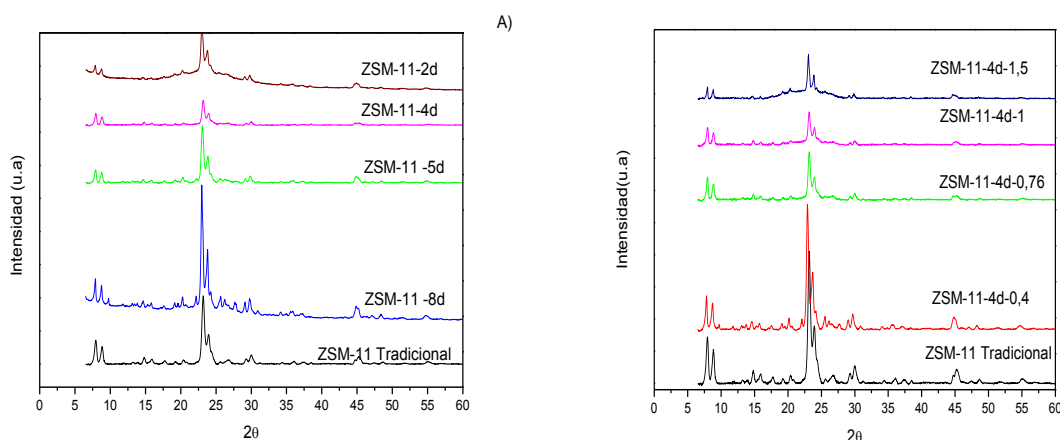 A)
Intensidad (u.a)
ZSM-11-2d
ZSM-11-4d
ZSM-11 -5d
ZSM-11 -8d
ZSM-11 Tradicional
0 5 10 15 20 25 30 35 40 45 50 55 60
2θ
Intensidad(u.a)
ZSM-11-4d-1,5
ZSM-11-4d-1
ZSM-11-4d-0,76
ZSM-11-4d-0,4
ZSM-11 Tradicional
0 5 10 15 20 25 30 35 40 45 50 55 60
2θ